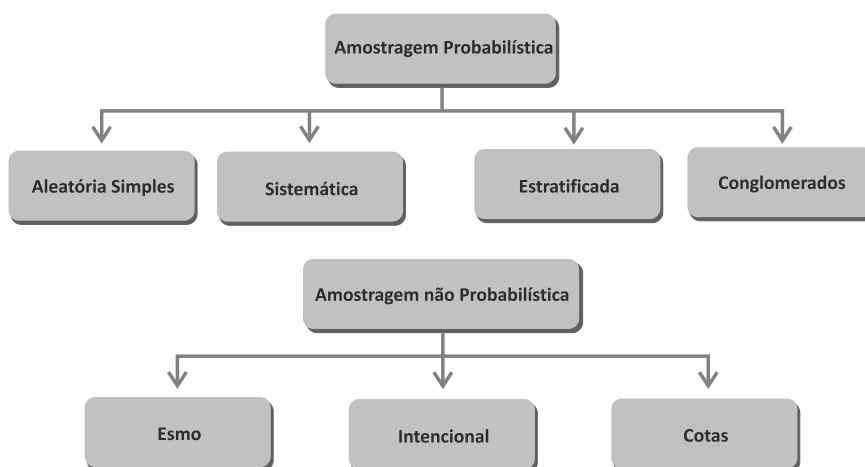 Amostragem Probabilística
Aleatória Simples
Sistemática
Estratificada
Conglomerados
Amostragem não Probabilística
Esmo
Intencional
Cotas